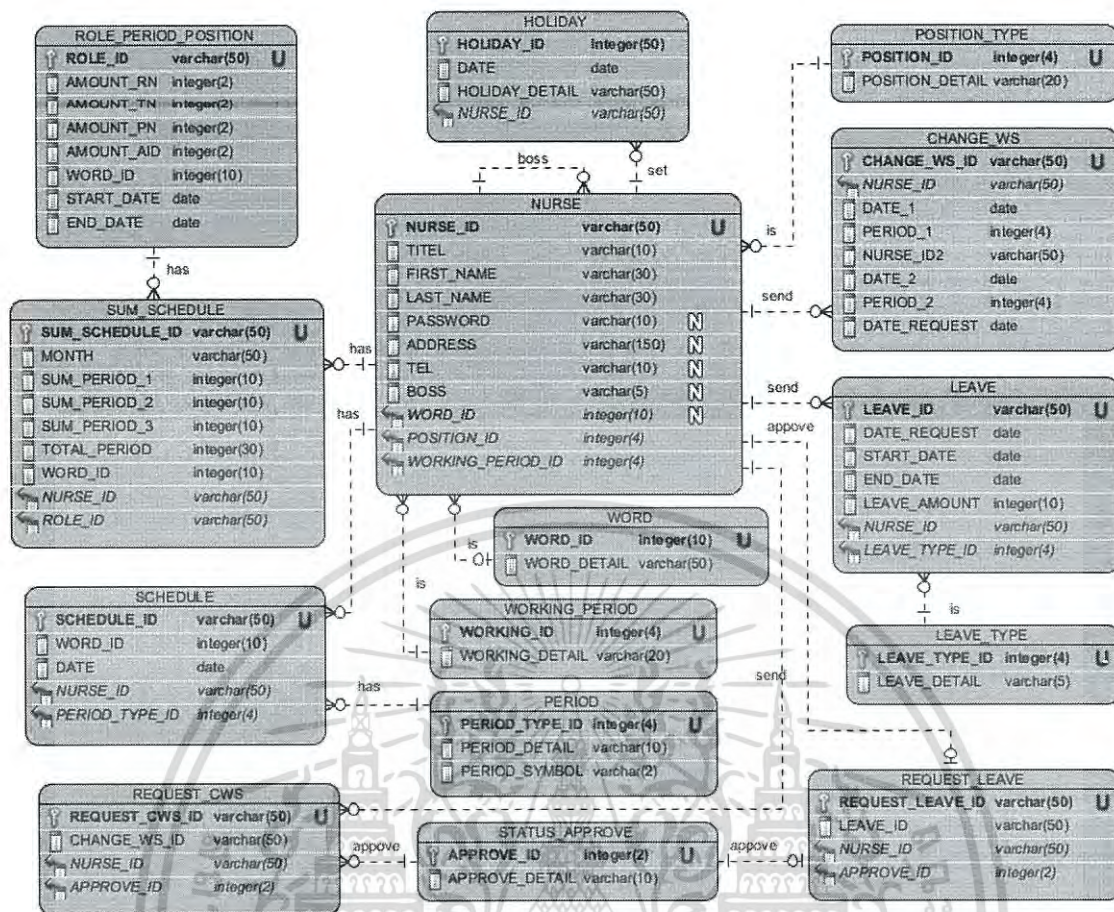 ROLE_PERIOD_POSITION
ROLE_ID varchar(50) U
AMOUNT_RN integer(2)
AMOUNT_TN integer(2)
AMOUNT_PN integer(2)
AMOUNT_AID integer(2)
WORD_ID integer(10)
START_DATE date
END_DATE date
HOLIDAY
HOLIDAY_ID integer(50)
DATE date
HOLIDAY_DETAIL varchar(50)
NURSE_ID varchar(50)
POSITION_TYPE
POSITION_ID integer(4) U
POSITION_DETAIL varchar(20)
CHANGE_WS
CHANGE_WS_ID varchar(50) U
NURSE_ID varchar(50)
DATE_1 date
PERIOD_1 integer(4)
NURSE_ID2 varchar(50)
DATE_2 date
PERIOD_2 integer(4)
DATE_REQUEST date
boss
set
is
has
send
NURSE
NURSE_ID varchar(50) U
TITEL varchar(10)
FIRST_NAME varchar(30)
LAST_NAME varchar(30)
PASSWORD varchar(10) N
ADDRESS varchar(150) N
TEL varchar(10) N
BOSS varchar(5) N
WORD_ID integer(10) N
POSITION_ID integer(4)
WORKING_PERIOD_ID integer(4)
SUM_SCHEDULE
SUM_SCHEDULE_ID varchar(50) U
MONTH varchar(50)
SUM_PERIOD_1 integer(10)
SUM_PERIOD_2 integer(10)
SUM_PERIOD_3 integer(10)
TOTAL_PERIOD integer(30)
WORD_ID integer(10)
NURSE_ID varchar(50)
ROLE_ID varchar(50)
has
has
send
appove
LEAVE
LEAVE_ID varchar(50) U
DATE_REQUEST date
START_DATE date
END_DATE date
LEAVE_AMOUNT integer(10)
NURSE_ID varchar(50)
LEAVE_TYPE_ID integer(4)
WORD
WORD_ID integer(10) U
WORD_DETAIL varchar(50)
is
is
is
SCHEDULE
SCHEDULE_ID varchar(50) U
WORD_ID integer(10)
DATE date
NURSE_ID varchar(50)
PERIOD_TYPE_ID integer(4)
WORKING_PERIOD
WORKING_ID integer(4) U
WORKING_DETAIL varchar(20)
LEAVE_TYPE
LEAVE_TYPE_ID integer(4) U
LEAVE_DETAIL varchar(5)
has
send
PERIOD
PERIOD_TYPE_ID integer(4) U
PERIOD_DETAIL varchar(10)
PERIOD_SYMBOL varchar(2)
REQUEST_CWS
REQUEST_CWS_ID varchar(50) U
CHANGE_WS_ID varchar(50)
NURSE_ID varchar(50)
APPROVE_ID integer(2)
appove
STATUS_APPROVE
APPROVE_ID integer(2) U
APPROVE_DETAIL varchar(10)
appove
REQUEST_LEAVE
REQUEST_LEAVE_ID varchar(50) U
LEAVE_ID varchar(50)
NURSE_ID varchar(50)
APPROVE_ID integer(2)